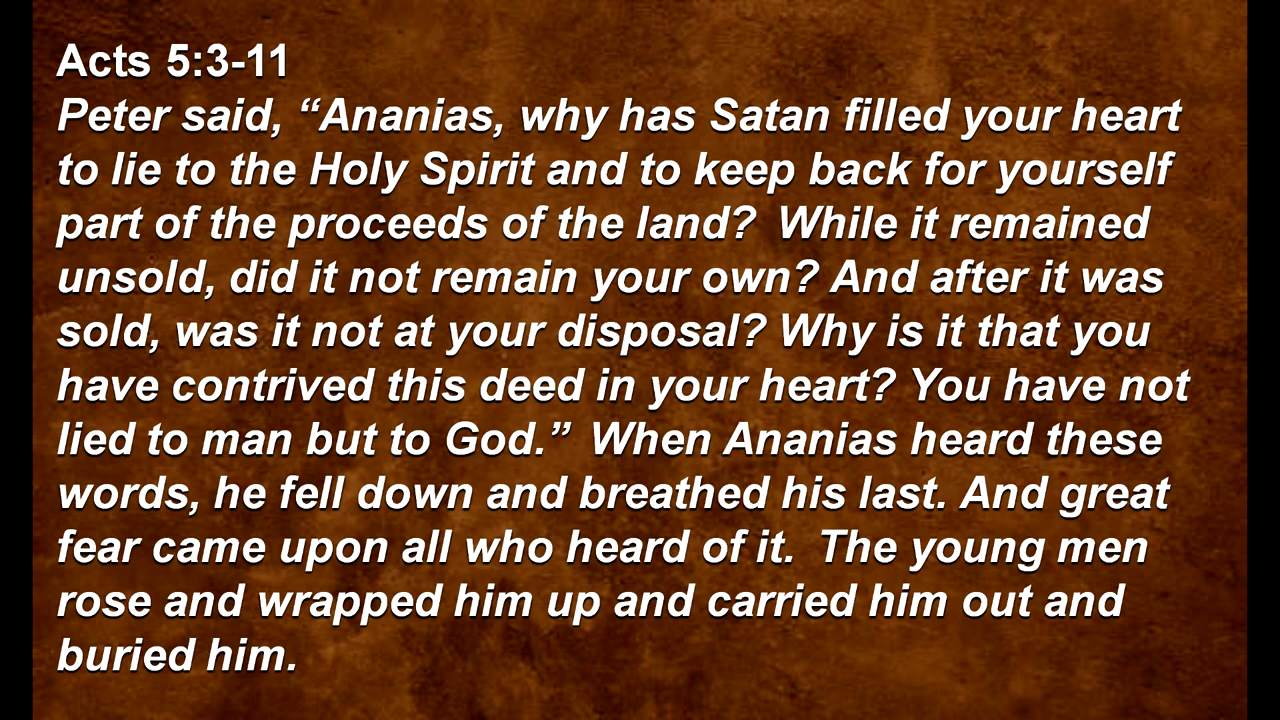 Acts 5:3-11
Peter said, “Ananias, why has Satan filled your heart
to lie to the Holy Spirit and to keep back for yourself
part of the proceeds of the land?  While it remained
unsold, did it not remain your own? And after it was
sold, was it not at your disposal? Why is it that you
have contrived this deed in your heart? You have not
lied to man but to God.”  When Ananias heard these
words, he fell down and breathed his last. And great
fear came upon all who heard of it.  The young men
rose and wrapped him up and carried him out and
buried him.